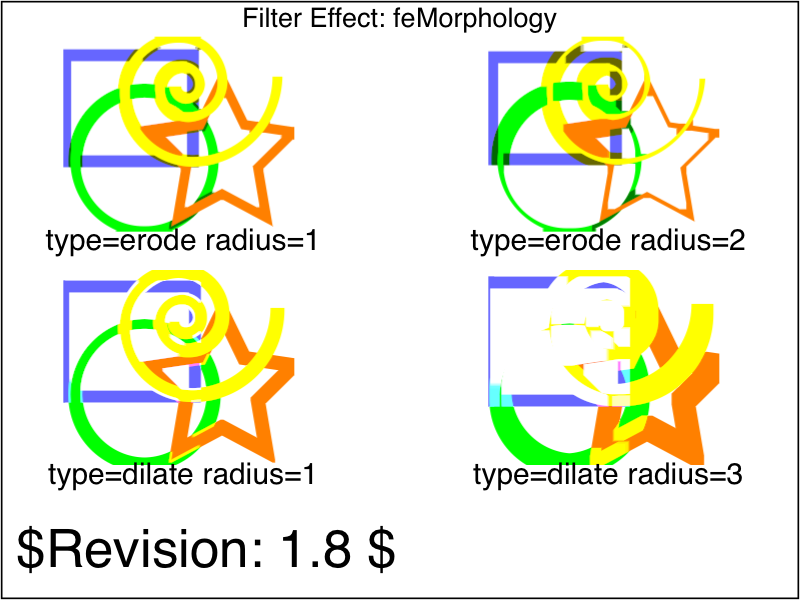 Filter Effect: feMorphology
type=erode radius=1
type=erode radius=2
type=dilate radius=1
type=dilate radius=3
$Revision: 1.8 $